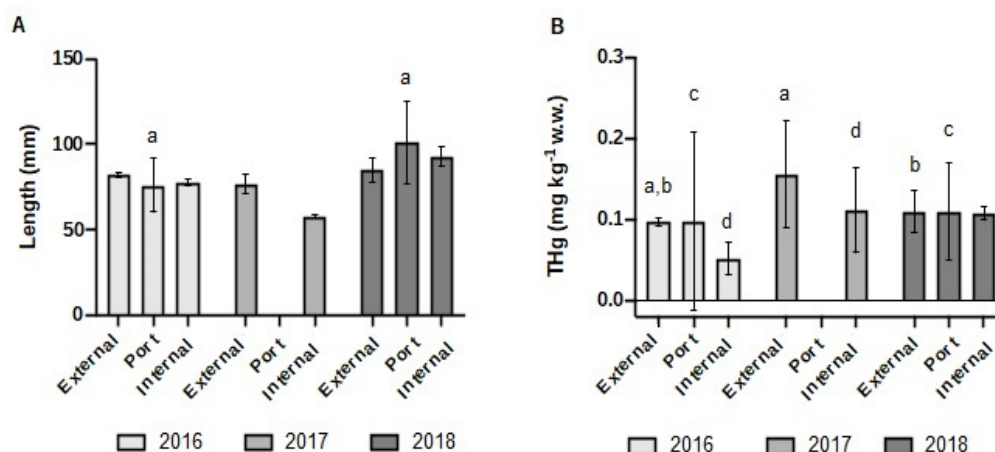 A
Length (mm)
150
100
50
0
a
a
External
Port
Internal
External
Port
Internal
External
Port
Internal
2016
2017
2018
B
THg (mg kg⁻¹ w.w.)
0.3
0.2
0.1
0.0
a,b
c
d
a
d
b
c
External
Port
Internal
External
Port
Internal
External
Port
Internal
2016
2017
2018